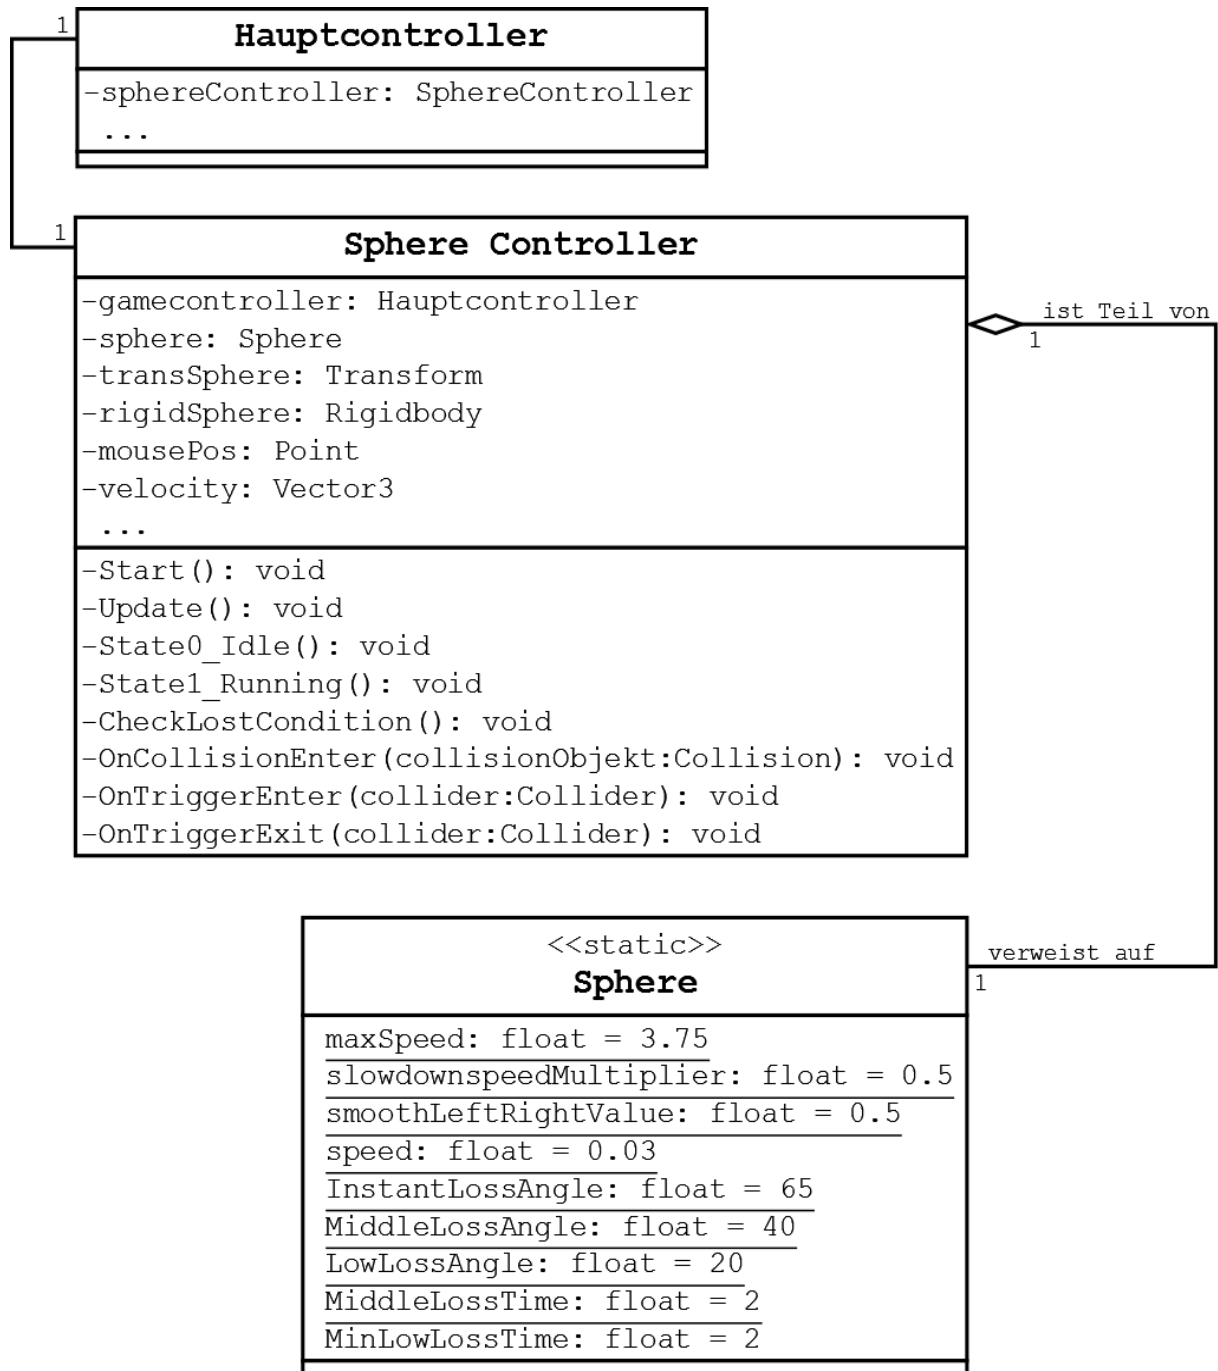 1
Hauptcontroller
-sphereController: SphereController
...
1
Sphere Controller
-gamecontroller: Hauptcontroller
-sphere: Sphere
-transSphere: Transform
-rigidSphere: Rigidbody
-mousePos: Point
-velocity: Vector3
...
ist Teil von
1
-Start(): void
-Update(): void
-State0_Idle(): void
-State1_Running(): void
-CheckLostCondition(): void
-OnCollisionEnter(collisionObjekt:Collision): void
-OnTriggerEnter(collider:Collider): void
-OnTriggerExit(collider:Collider): void
<<static>>
Sphere
verweist auf
1
maxSpeed: float = 3.75
slowdownspeedMultiplier: float = 0.5
smoothLeftRightValue: float = 0.5
speed: float = 0.03
InstantLossAngle: float = 65
MiddleLossAngle: float = 40
LowLossAngle: float = 20
MiddleLossTime: float = 2
MinLowLossTime: float = 2